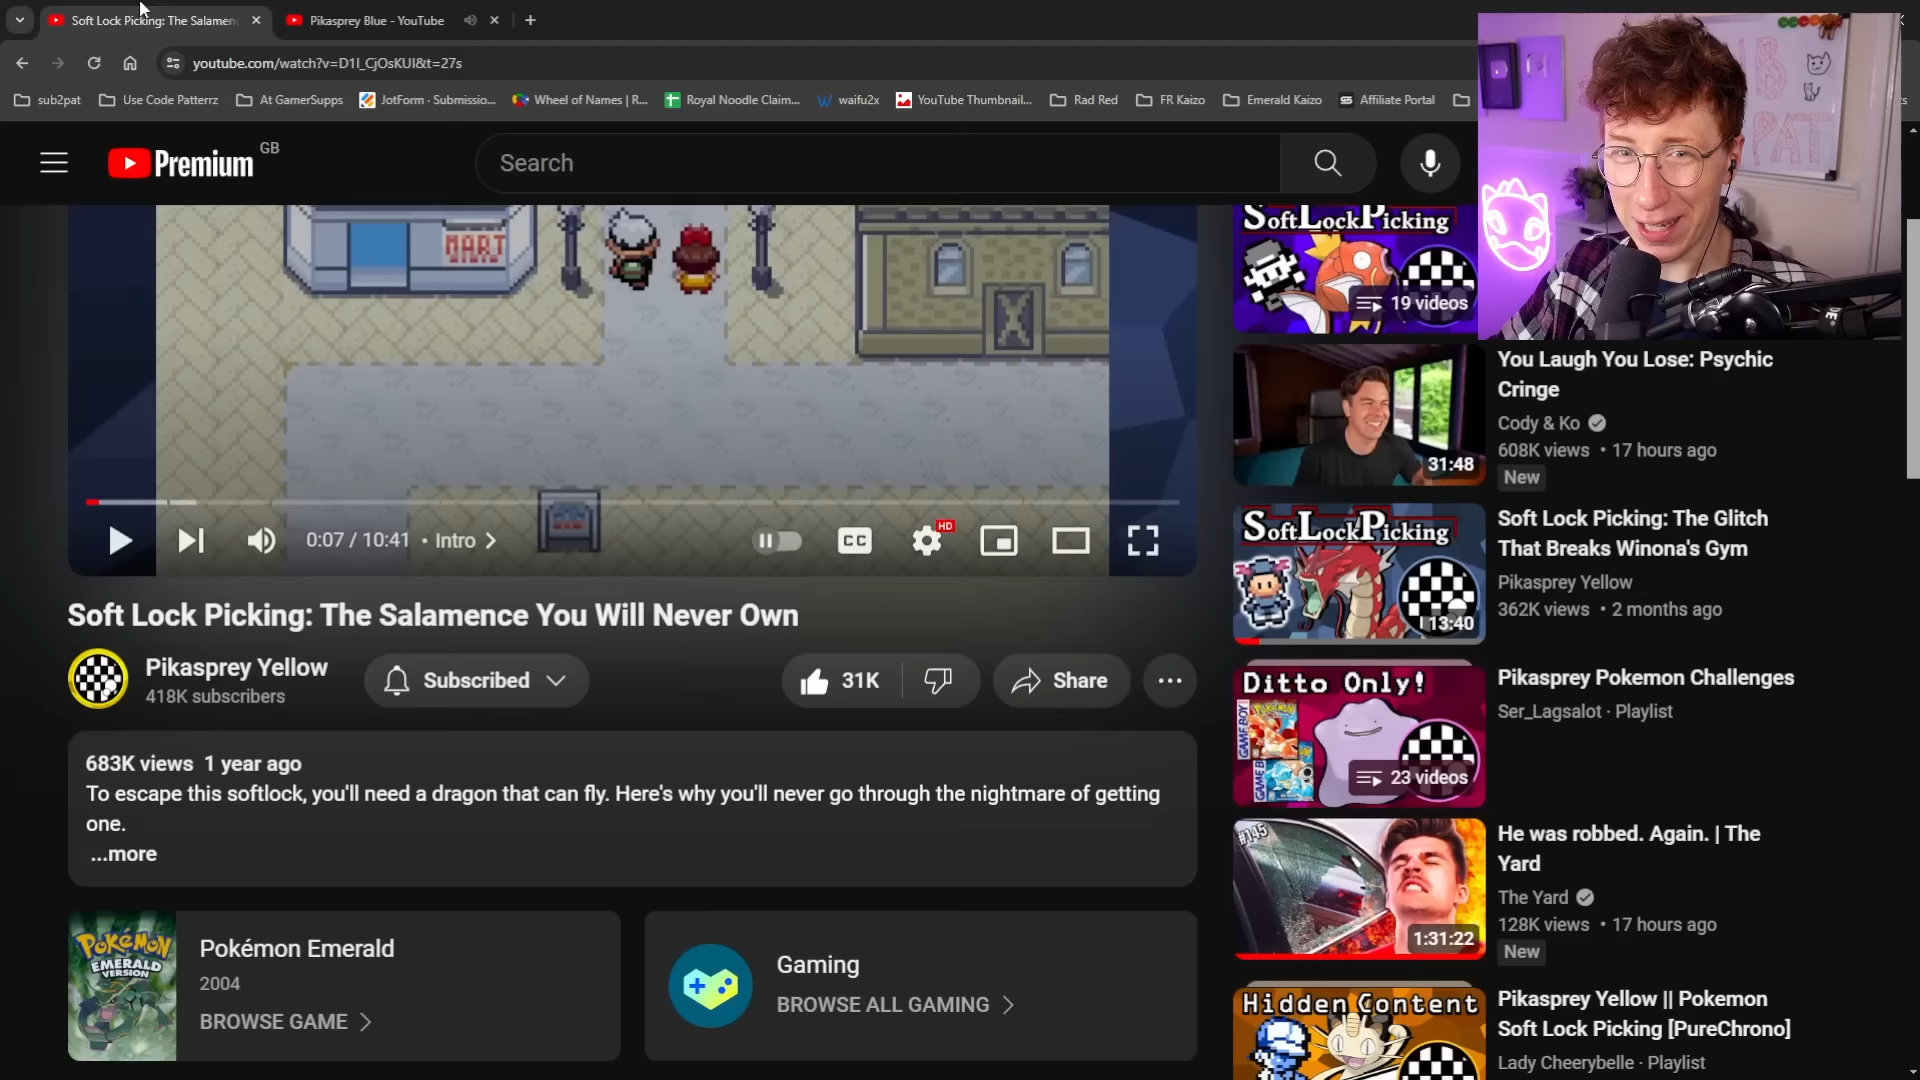 Soft Lock Picking: The Salamen
Pikasprey Blue - YouTube
youtube.com/watch?v=D1I_CjOsKUI&t=27s
sub2pat
Use Code Patterrz
At GamerSupps
JotForm · Submissio...
Wheel of Names | R...
Royal Noodle Claim...
waifu2x
YouTube Thumbnail...
Rad Red
FR Kaizo
Emerald Kaizo
Affiliate Portal
Premium
GB
Search
MART
0:07 / 10:41 • Intro
CC
HD
Soft Lock Picking: The Salamence You Will Never Own
Pikasprey Yellow
418K subscribers
Subscribed
31K
Share
683K views 1 year ago
To escape this softlock, you'll need a dragon that can fly. Here's why you'll never go through the nightmare of getting
one.
...more
POKéMON
EMERALD
VERSION
Pokémon Emerald
2004
BROWSE GAME
Gaming
BROWSE ALL GAMING
SoftLockPicking
19 videos
31:48
You Laugh You Lose: Psychic
Cringe
Cody & Ko
608K views • 17 hours ago
New
SoftLockPicking
13:40
Soft Lock Picking: The Glitch
That Breaks Winona's Gym
Pikasprey Yellow
362K views • 2 months ago
Ditto Only!
23 videos
Pikasprey Pokemon Challenges
Ser_Lagsalot · Playlist
#145
1:31:22
He was robbed. Again. | The
Yard
The Yard
128K views • 17 hours ago
New
Hidden Content
Pikasprey Yellow || Pokemon
Soft Lock Picking [PureChrono]
Lady Cheerybelle · Playlist
PAT